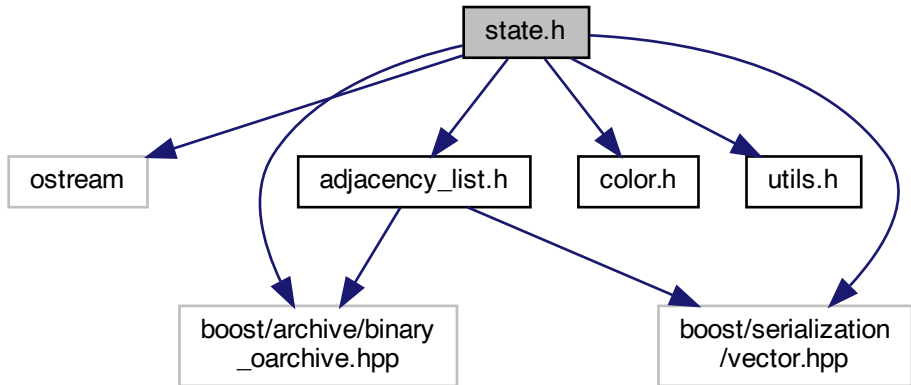 state.h
ostream
adjacency_list.h
color.h
utils.h
boost/archive/binary
_oarchive.hpp
boost/serialization
/vector.hpp